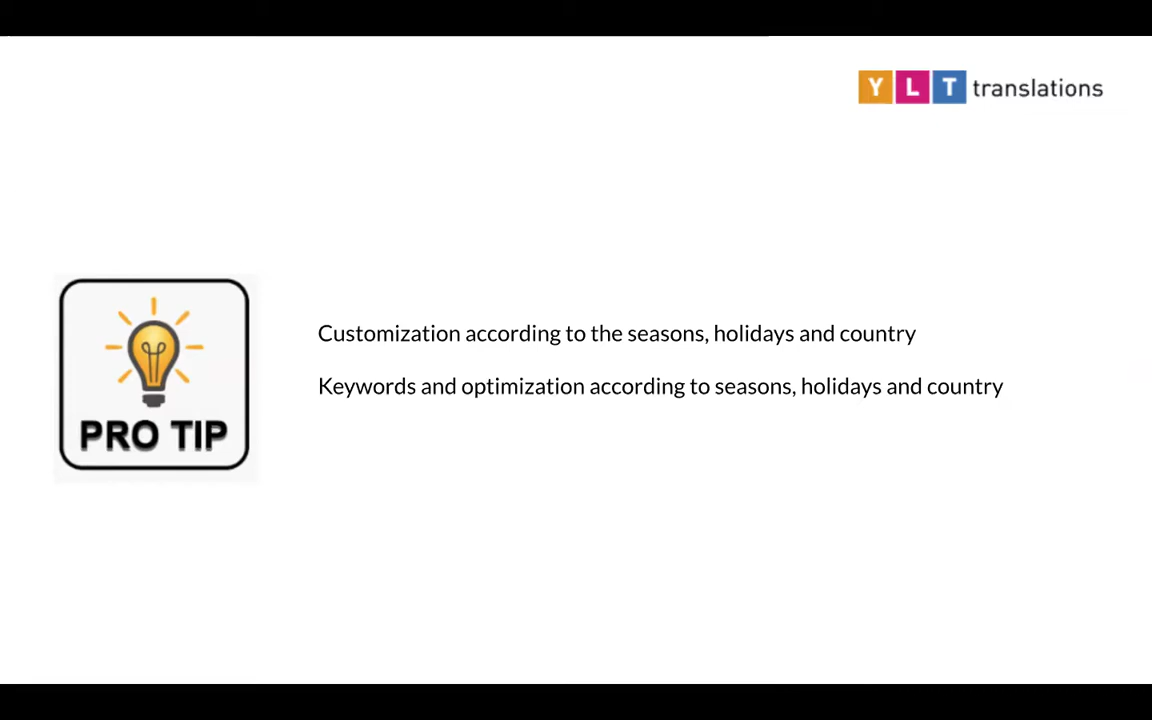 YLT translations
Customization according to the seasons, holidays and country
Keywords and optimization according to seasons, holidays and country
PRO TIP